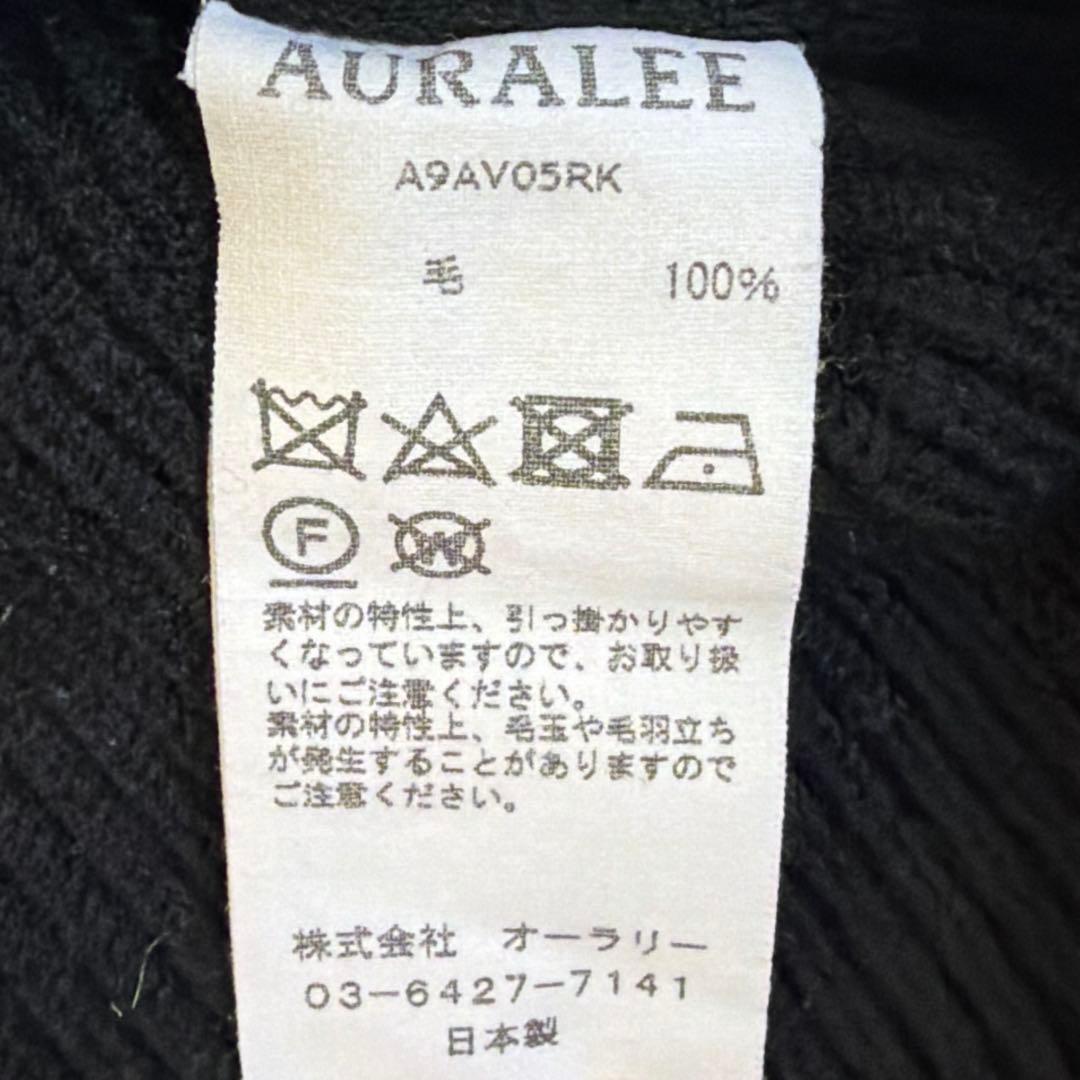 AURALEE
A9AV05RK
毛 100%
F W
素材の特性上、引っ掛かりやす
くなっていますので、お取り扱
いにご注意ください。
素材の特性上、毛玉や毛羽立ち
が発生することがありますので
ご注意ください。
株式会社 オーラリー
03-6427-7141
日本製